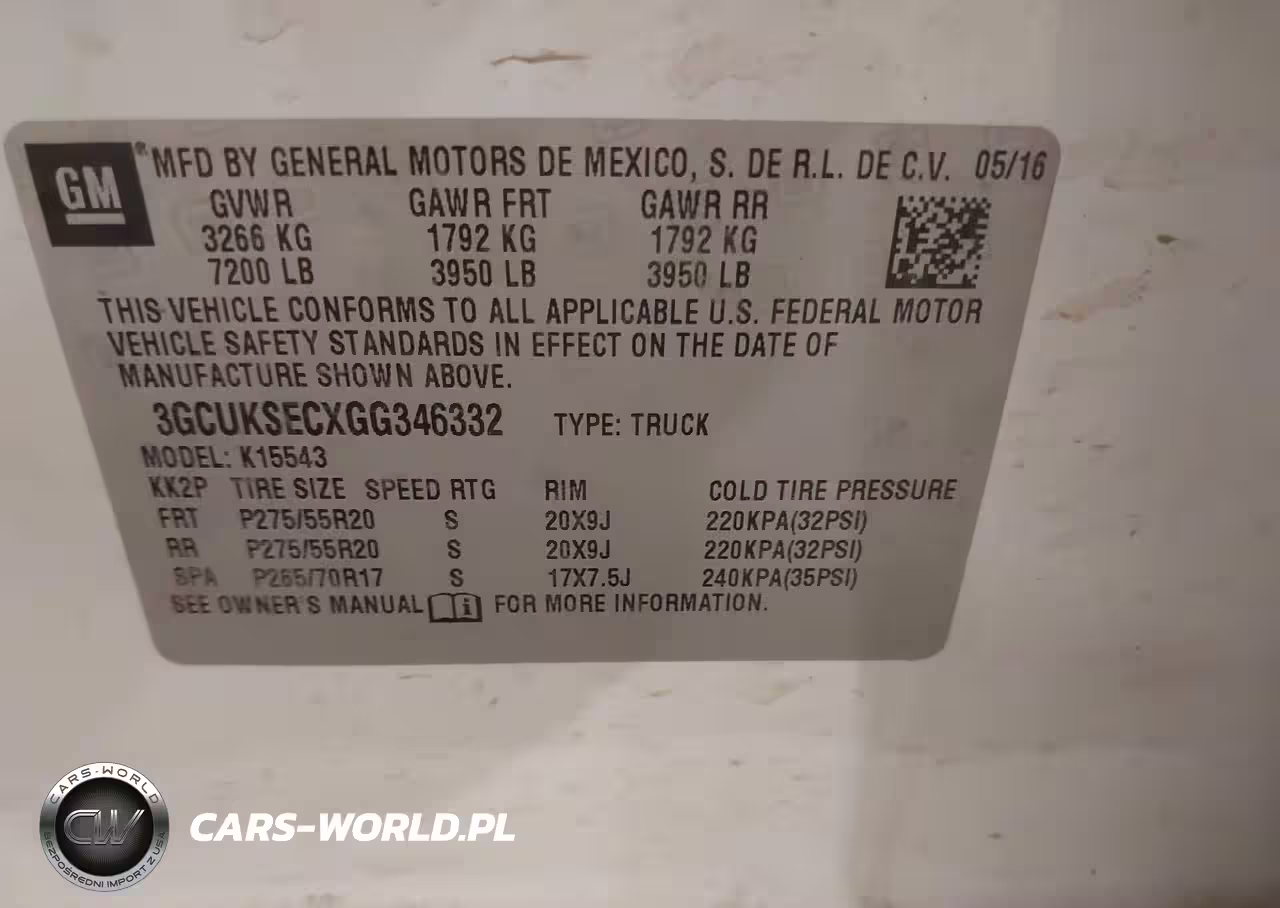 GM
® MFD BY GENERAL MOTORS DE MEXICO, S. DE R.L. DE C.V. 05/16
GVWR GAWR FRT GAWR RR
3266 KG 1792 KG 1792 KG
7200 LB 3950 LB 3950 LB
THIS VEHICLE CONFORMS TO ALL APPLICABLE U.S. FEDERAL MOTOR
VEHICLE SAFETY STANDARDS IN EFFECT ON THE DATE OF
MANUFACTURE SHOWN ABOVE.
3GCUKSECXGG346332 TYPE: TRUCK
MODEL: K15543
KK2P TIRE SIZE SPEED RTG RIM COLD TIRE PRESSURE
FRT P275/55R20 S 20X9J 220KPA(32PSI)
RR P275/55R20 S 20X9J 220KPA(32PSI)
SPA P265/70R17 S 17X7.5J 240KPA(35PSI)
SEE OWNER'S MANUAL i FOR MORE INFORMATION.
CARS-WORLD
CW
BEZPOŚREDNI IMPORT Z USA
CARS-WORLD.PL